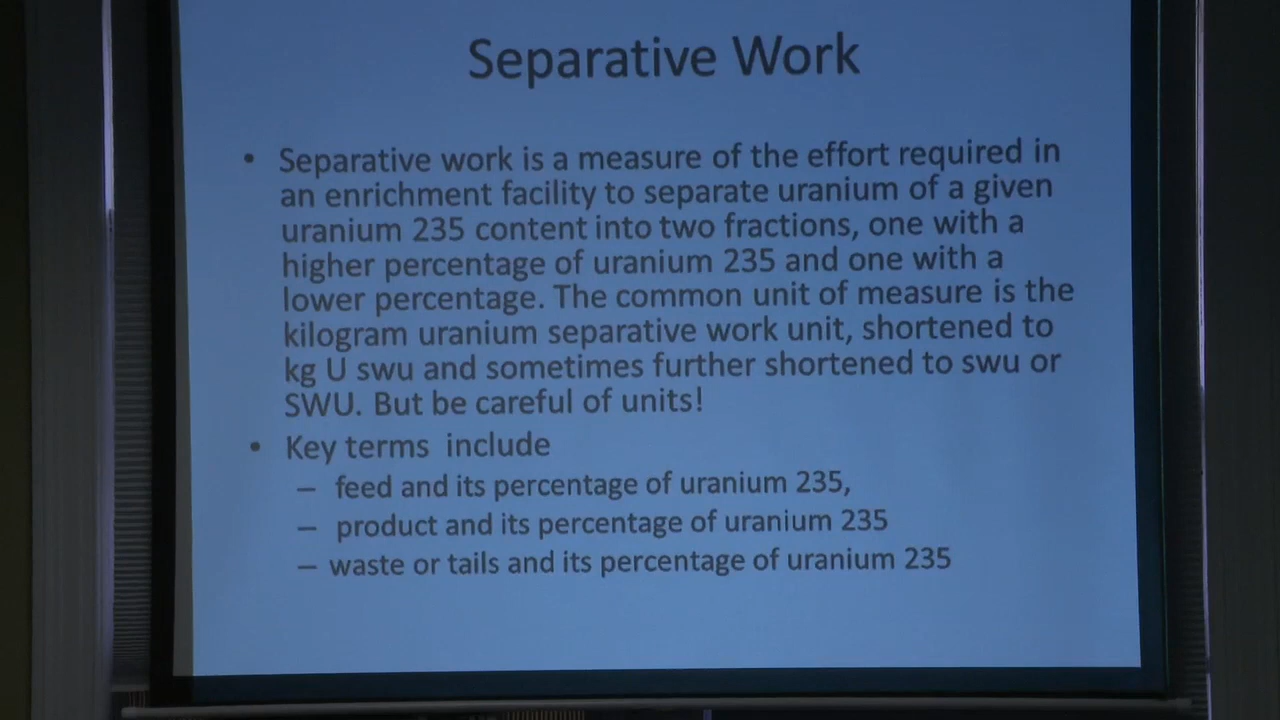 Separative Work
• Separative work is a measure of the effort required in
an enrichment facility to separate uranium of a given
uranium 235 content into two fractions, one with a
higher percentage of uranium 235 and one with a
lower percentage. The common unit of measure is the
kilogram uranium separative work unit, shortened to
kg U swu and sometimes further shortened to swu or
SWU. But be careful of units!
• Key terms include
– feed and its percentage of uranium 235,
– product and its percentage of uranium 235
– waste or tails and its percentage of uranium 235